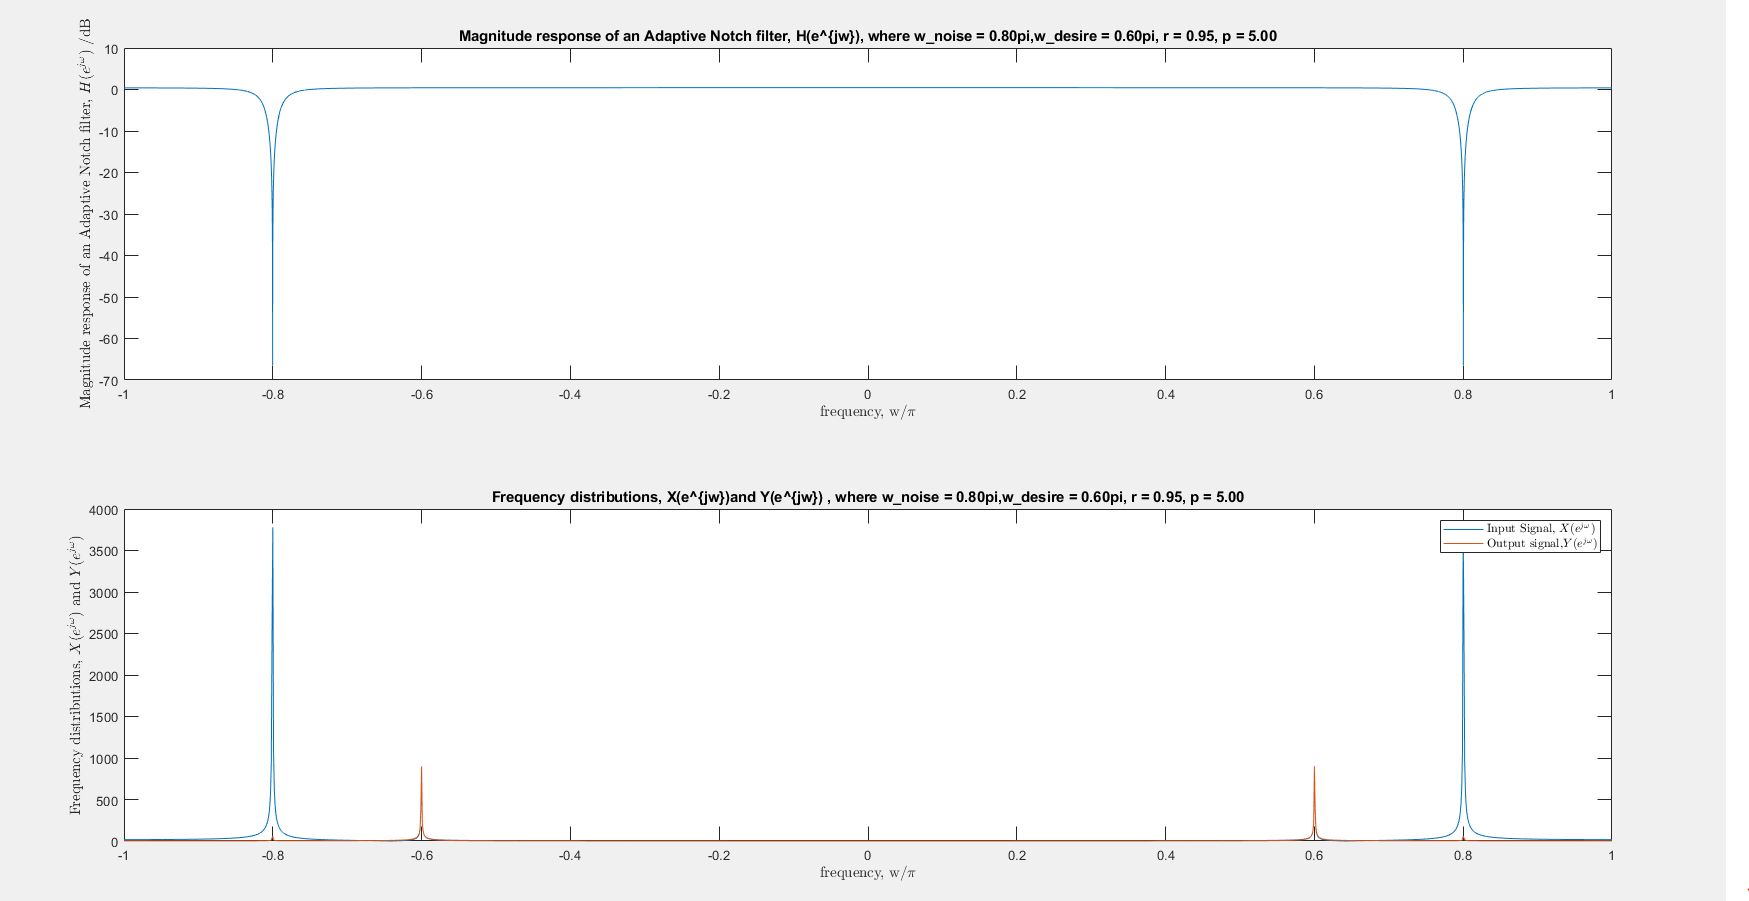 Magnitude response of an Adaptive Notch filter, H(e^{jw}), where w_noise = 0.80pi,w_desire = 0.60pi, r = 0.95, p = 5.00
Magnitude response of an Adaptive Notch filter, H(e^{jω}) /dB
10
0
-10
-20
-30
-40
-50
-60
-70
-1 -0.8 -0.6 -0.4 -0.2 0 0.2 0.4 0.6 0.8 1
frequency, w/π
Frequency distributions, X(e^{jw})and Y(e^{jw}) , where w_noise = 0.80pi,w_desire = 0.60pi, r = 0.95, p = 5.00
Frequency distributions, X(e^{jω}) and Y(e^{jω})
4000
3500
3000
2500
2000
1500
1000
500
0
Input Signal, X(e^{jω})
Output signal,Y(e^{jω})
-1 -0.8 -0.6 -0.4 -0.2 0 0.2 0.4 0.6 0.8 1
frequency, w/π